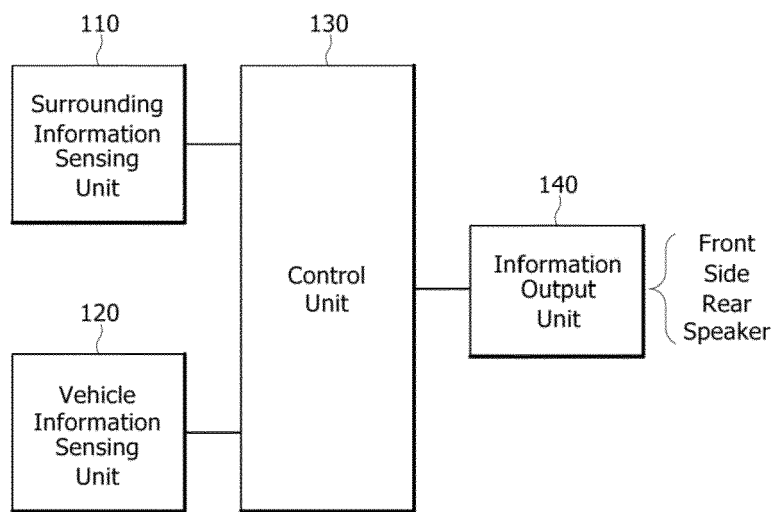 110
Surrounding
Information
Sensing
Unit
130
Control
Unit
140
Information
Output
Unit
Front
Side
Rear
Speaker
120
Vehicle
Information
Sensing
Unit